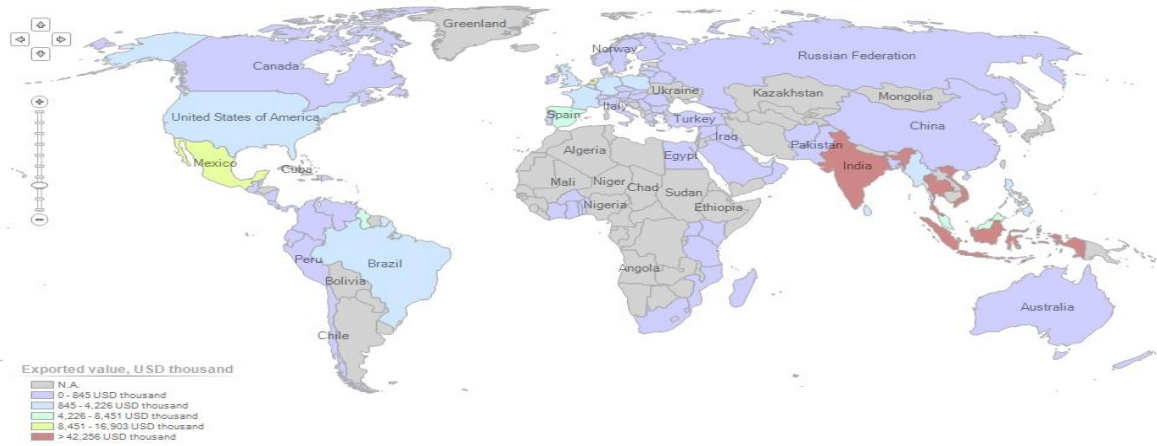 Greenland
Norway
Russian Federation
Canada
Ukraine
Kazakhstan
Mongolia
United States of America
Spain
Italy
Turkey
China
Iraq
Pakistan
Mexico
Cuba
Algeria
Egypt
India
Mali
Niger
Chad
Sudan
Nigeria
Ethiopia
Peru
Brazil
Angola
Bolivia
Australia
Chile
Exported value, USD thousand
N.A.
0 - 845 USD thousand
845 - 4,226 USD thousand
4,226 - 8,451 USD thousand
8,451 - 16,903 USD thousand
> 42,256 USD thousand